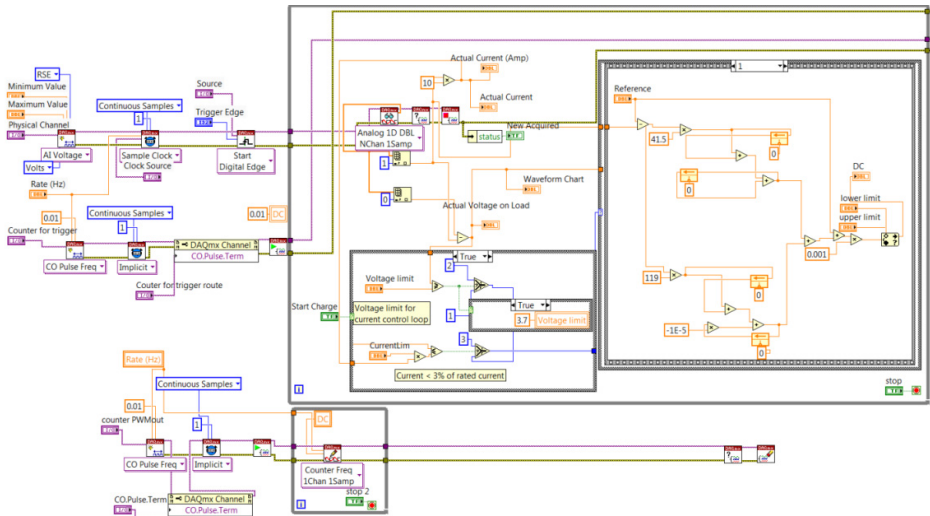 RSE
Minimum Value
Maximum Value
Physical Channel
AI Voltage
Volts
Continuous Samples
1
Sample Clock
Clock Source
Source
Trigger Edge
Start
Digital Edge
Rate (Hz)
0.01
Counter for trigger
CO Pulse Freq
Continuous Samples
1
Implicit
DAQmx Channel
CO.Pulse.Term
Couter for trigger route
0.01
DC
Actual Current (Amp)
10
Actual Current
Analog 1D DBL
NChan 1Samp
status
New Acquired
1
0
Waveform Chart
Actual Voltage on Load
True
Voltage limit
2
Start Charge
Voltage limit for
current control loop
1
True
3.7
Voltage limit
CurrentLim
3
Current < 3% of rated current
i
1
Reference
41.5
0
0
DC
lower limit
upper limit
0.001
119
0
-1E-5
0
stop
Rate (Hz)
Continuous Samples
0.01
counter PWMout
1
CO Pulse Freq
Implicit
DC
Counter Freq
1Chan 1Samp
stop 2
i
CO.Pulse.Term
DAQmx Channel
CO.Pulse.Term